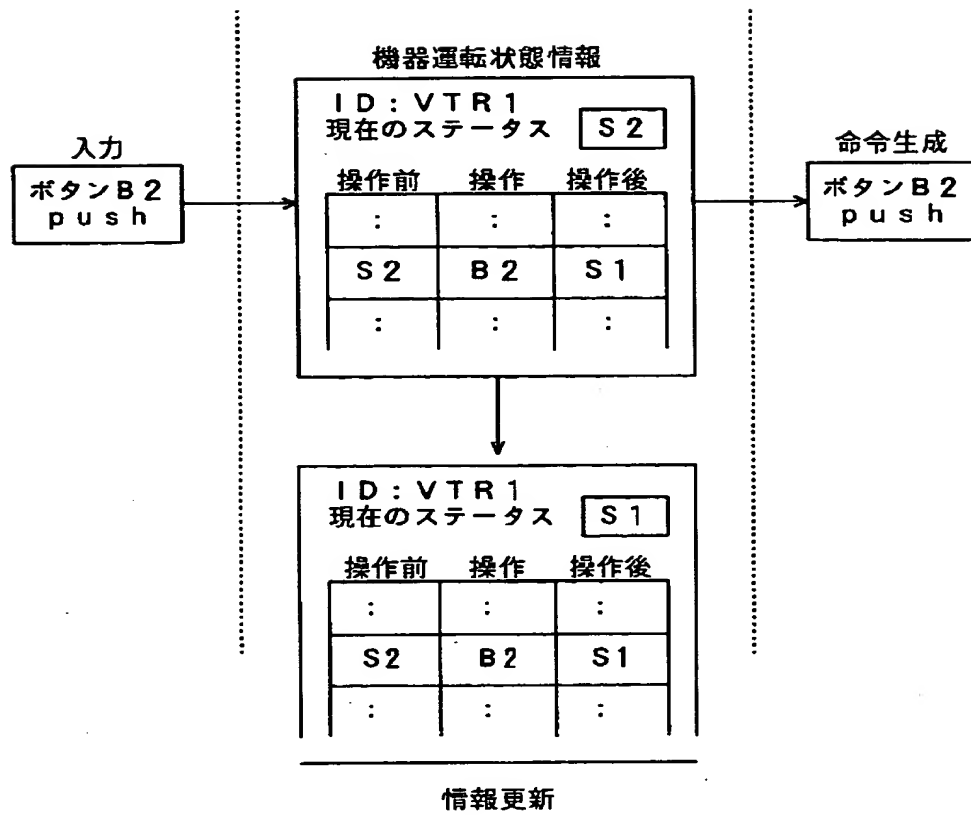 機器運転状態情報
ID:VTR1
現在のステータス S2
入力
ボタンB2
push
命令生成
ボタンB2
push
操作前 操作 操作後
: : :
S2 B2 S1
: : :
ID:VTR1
現在のステータス S1
操作前 操作 操作後
: : :
S2 B2 S1
: : :
情報更新